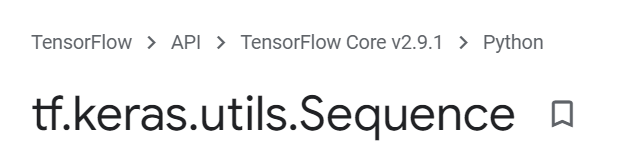 TensorFlow > API > TensorFlow Core v2.9.1 > Python
tf.keras.utils.Sequence